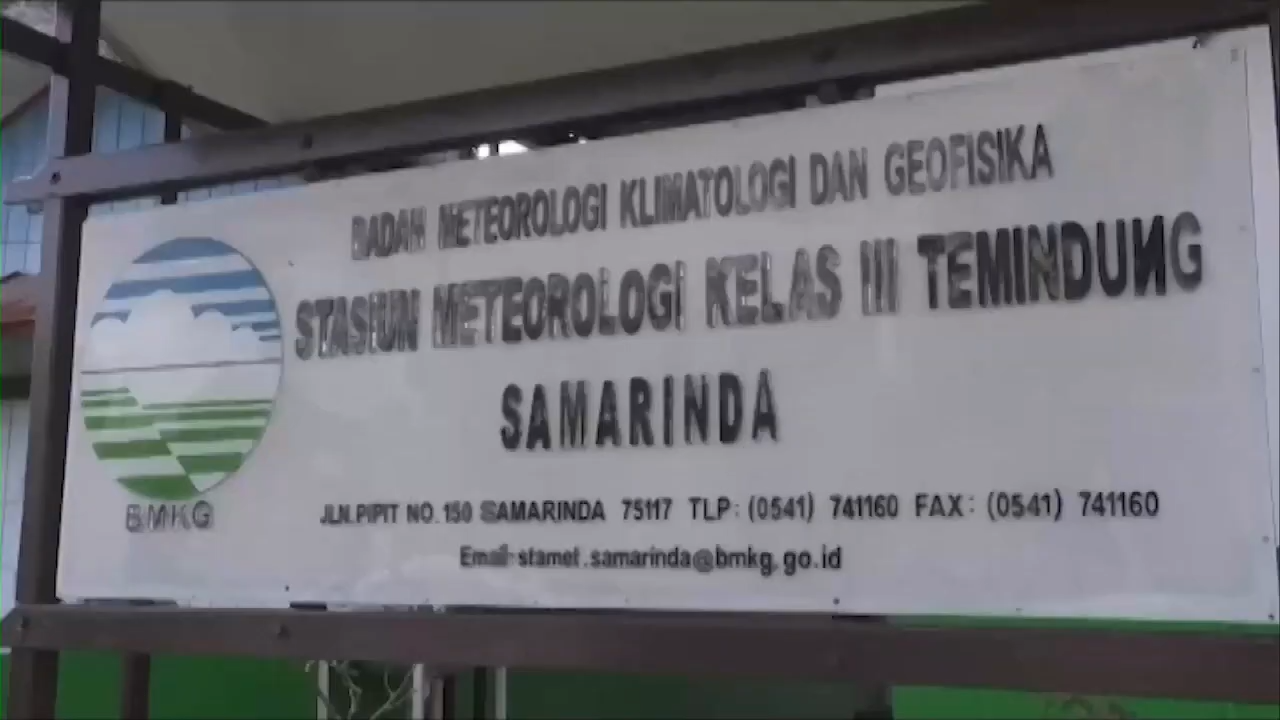 BADAN METEOROLOGI KLIMATOLOGI DAN GEOFISIKA
STASIUN METEOROLOGI KELAS III TEMINDUNG
SAMARINDA
BMKG
JLN.PIPIT NO.150 SAMARINDA 75117 TLP: (0541) 741160 FAX: (0541) 741160
Email: stamet.samarinda@bmkg.go.id